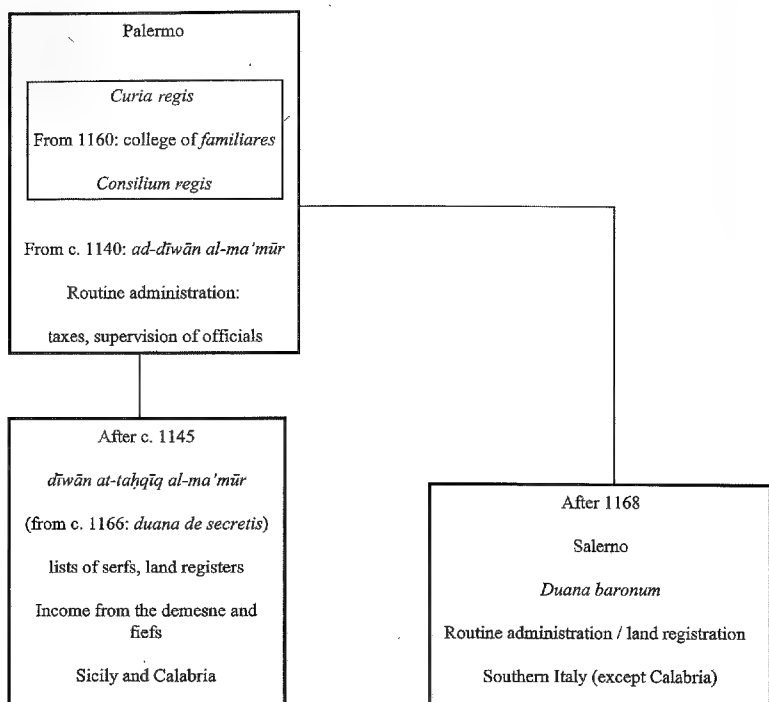 Palermo
Curia regis
From 1160: college of familiares
Consilium regis
From c. 1140: ad-dīwān al-ma'mūr
Routine administration:
taxes, supervision of officials
After c. 1145
dīwān at-taḥqīq al-ma'mūr
(from c. 1166: duana de secretis)
lists of serfs, land registers
Income from the demesne and
fiefs
Sicily and Calabria
After 1168
Salerno
Duana baronum
Routine administration / land registration
Southern Italy (except Calabria)